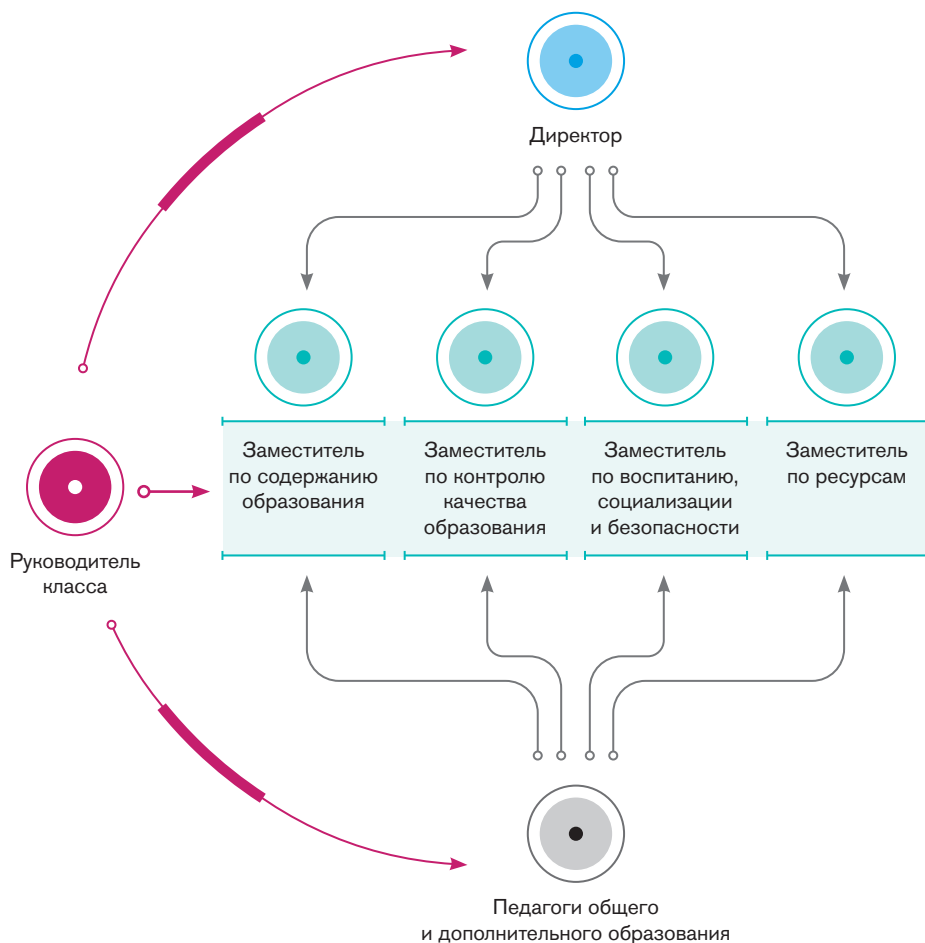 Директор
Заместитель
по содержанию
образования
Заместитель
по контролю
качества
образования
Заместитель
по воспитанию,
социализации
и безопасности
Заместитель
по ресурсам
Руководитель
класса
Педагоги общего
и дополнительного образования